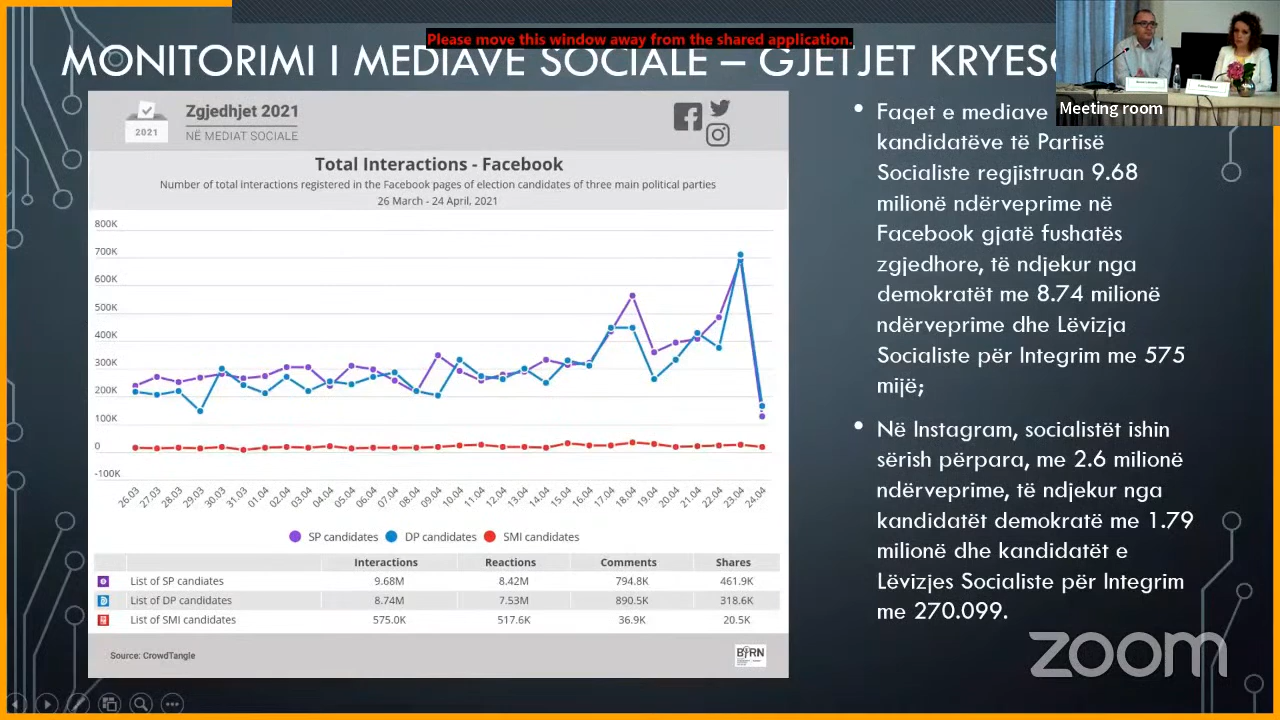 Please move this window away from the shared application.
MONITORIMI I MEDIAVE SOCIALE – GJETJET
Meeting room
Zgjedhjet 2021
NË MEDIAT SOCIALE
2021
Total Interactions - Facebook
Number of total interactions registered in the Facebook pages of election candidates of three main political parties
26 March - 24 April, 2021
800K
700K
600K
500K
400K
300K
200K
100K
0
-100K
26.03 27.03 28.03 29.03 30.03 31.03 01.04 02.04 03.04 04.04 05.04 06.04 07.04 08.04 09.04 10.04 11.04 12.04 13.04 14.04 15.04 16.04 17.04 18.04 19.04 20.04 21.04 22.04 23.04 24.04
SP candidates DP candidates SMI candidates
Interactions Reactions Comments Shares
List of SP candiates 9.68M 8.42M 794.8K 461.9K
List of DP candidates 8.74M 7.53M 890.5K 318.6K
List of SMI candidates 575.0K 517.6K 36.9K 20.5K
Source: CrowdTangle
BIRN
• Faqet e mediave
kandidatëve të Partisë
Socialiste regjistruan 9.68
milionë ndërveprime në
Facebook gjatë fushatës
zgjedhore, të ndjekur nga
demokratët me 8.74 milionë
ndërveprime dhe Lëvizja
Socialiste për Integrim me 575
mijë;
• Në Instagram, socialistët ishin
sërish përpara, me 2.6 milionë
ndërveprime, të ndjekur nga
kandidatët demokratë me 1.79
milionë dhe kandidatët e
Lëvizjes Socialiste për Integrim
me 270.099.
zoom